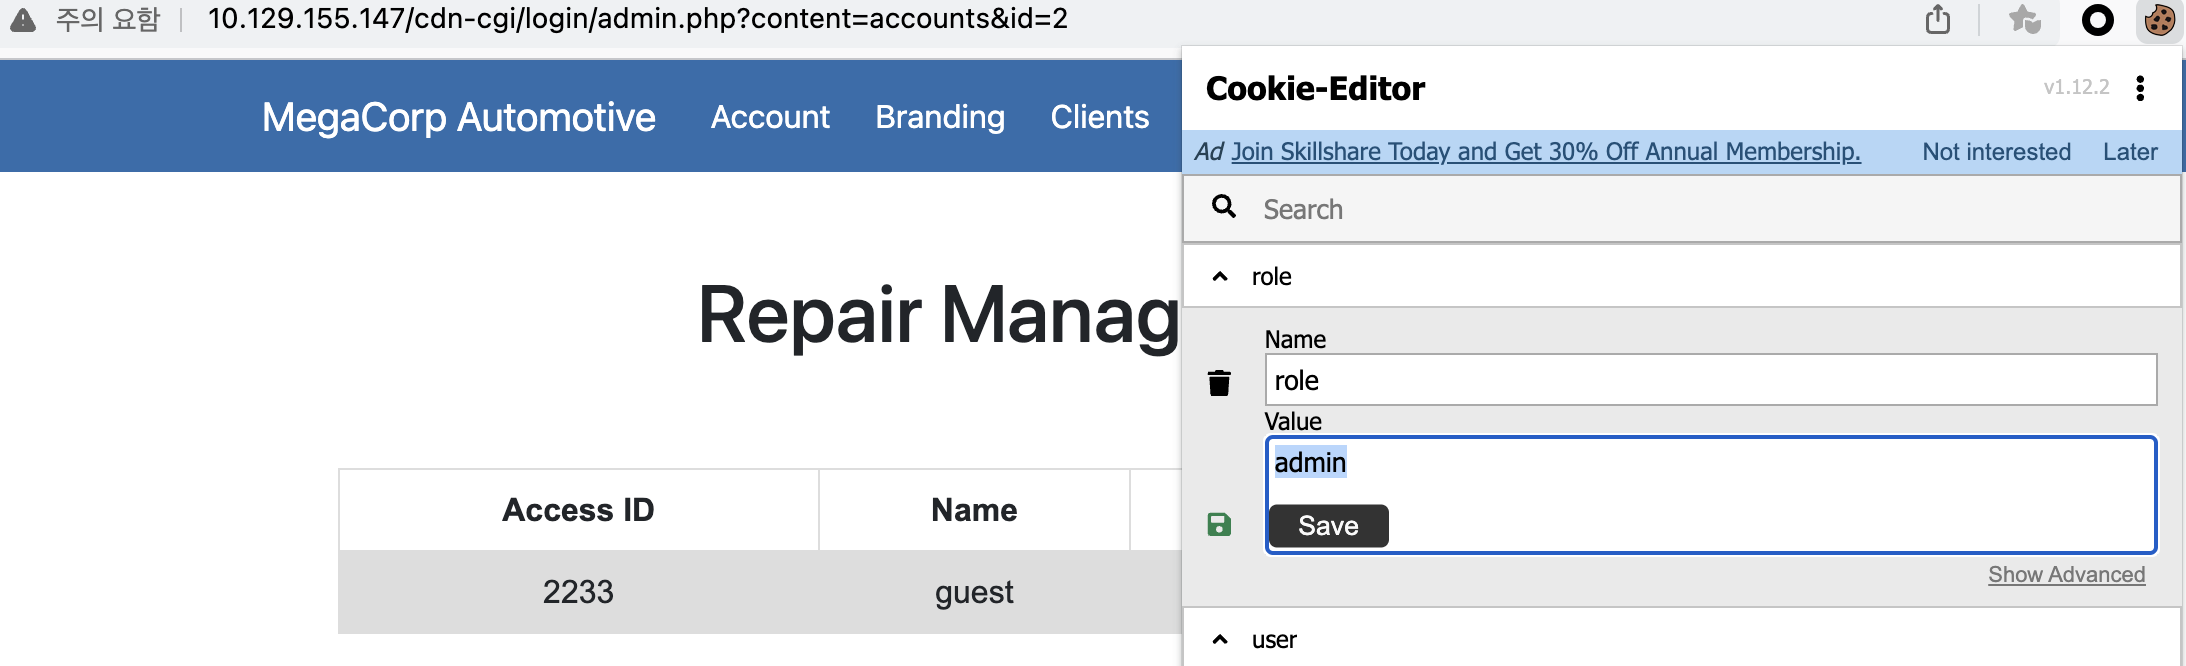 주의 요함 10.129.155.147/cdn-cgi/login/admin.php?content=accounts&id=2
MegaCorp Automotive Account Branding Clients
Repair Manag
Access ID Name
2233 guest
Cookie-Editor v1.12.2
Ad Join Skillshare Today and Get 30% Off Annual Membership. Not interested Later
Search
role
Name
role
Value
admin
Save
Show Advanced
user